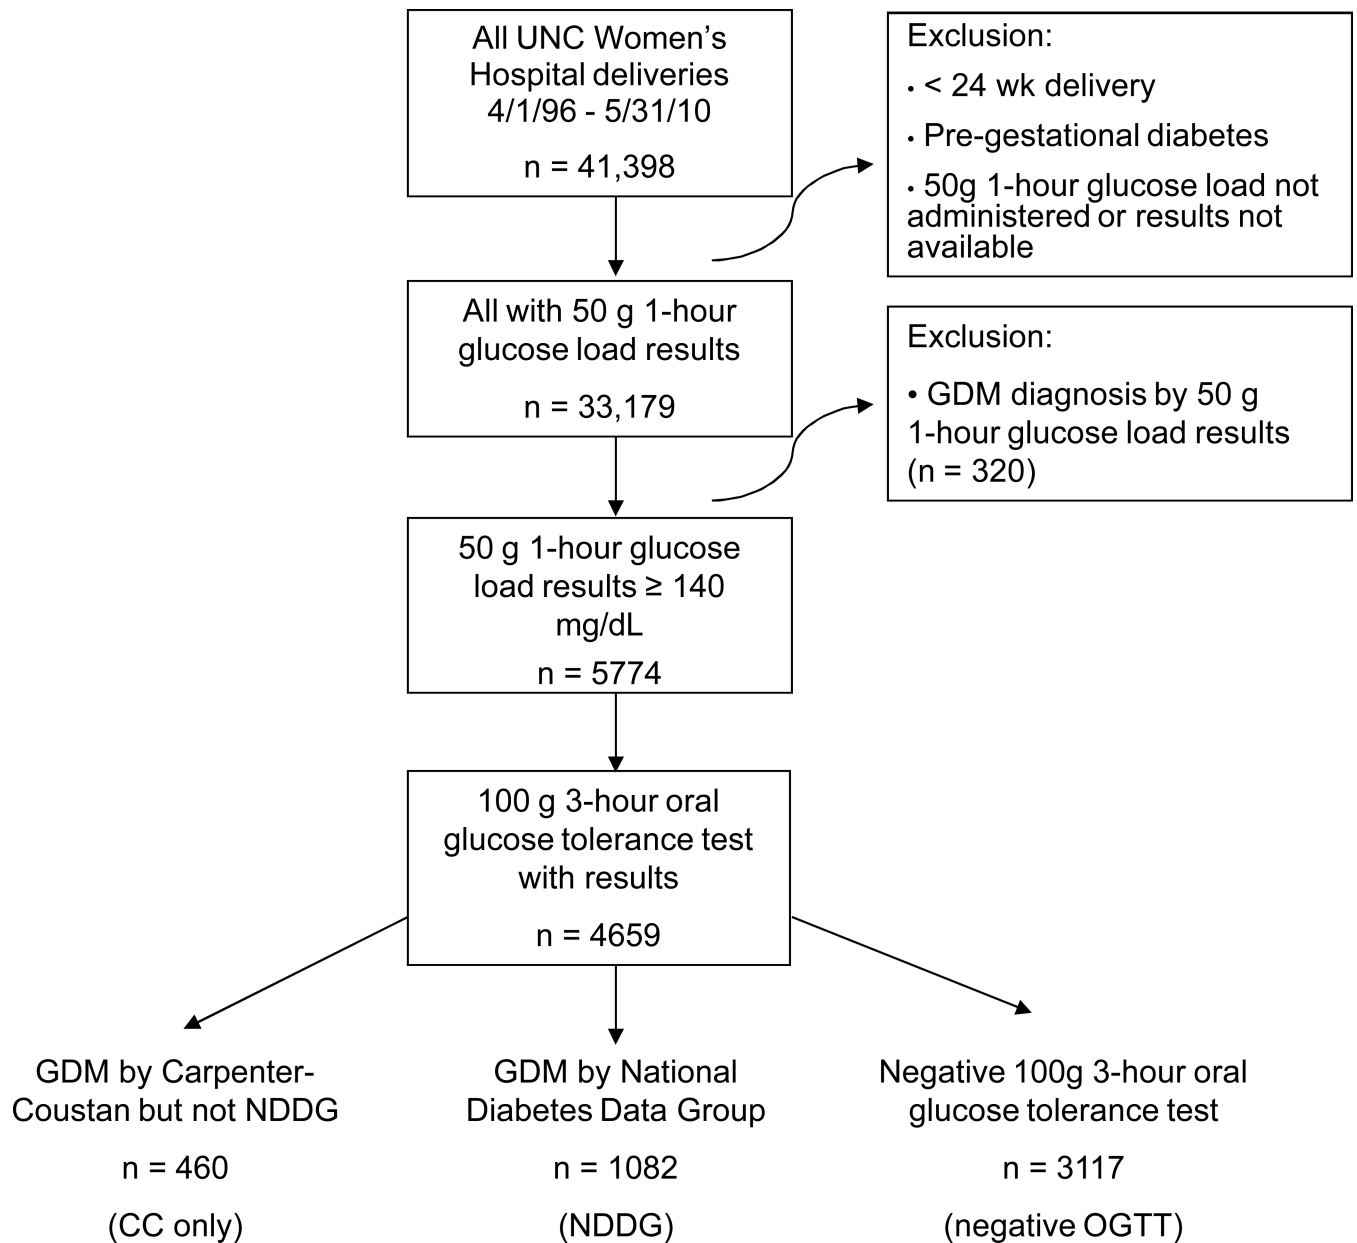 All UNC Women’s
Hospital deliveries
4/1/96 - 5/31/10
n = 41,398
Exclusion:
· < 24 wk delivery
· Pre-gestational diabetes
· 50g 1-hour glucose load not
administered or results not
available
All with 50 g 1-hour
glucose load results
n = 33,179
Exclusion:
• GDM diagnosis by 50 g
1-hour glucose load results
(n = 320)
50 g 1-hour glucose
load results ≥ 140
mg/dL
n = 5774
100 g 3-hour oral
glucose tolerance test
with results
n = 4659
GDM by Carpenter-
Coustan but not NDDG
n = 460
(CC only)
GDM by National
Diabetes Data Group
n = 1082
(NDDG)
Negative 100g 3-hour oral
glucose tolerance test
n = 3117
(negative OGTT)